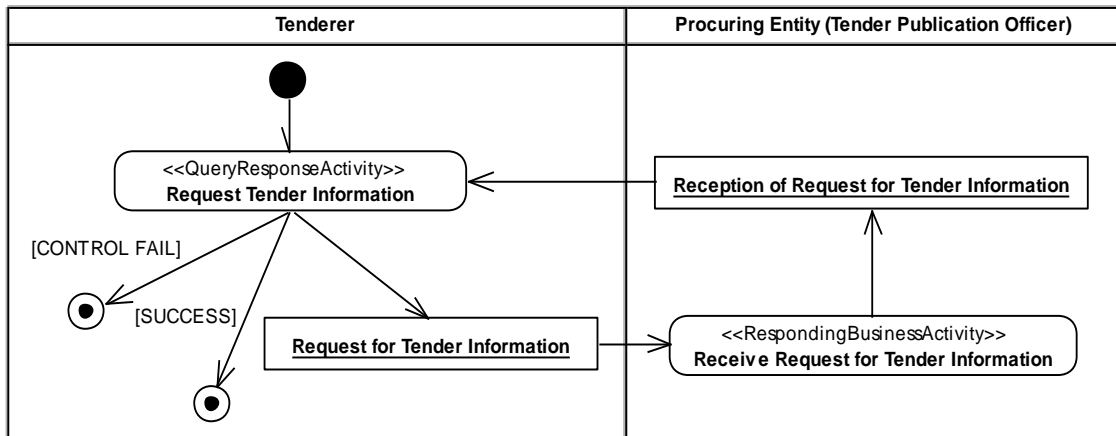 Tenderer
Procuring Entity (Tender Publication Officer)
<<QueryResponseActivity>>
Request Tender Information
Reception of Request for Tender Information
[CONTROL FAIL]
[SUCCESS]
Request for Tender Information
<<RespondingBusinessActivity>>
Receive Request for Tender Information